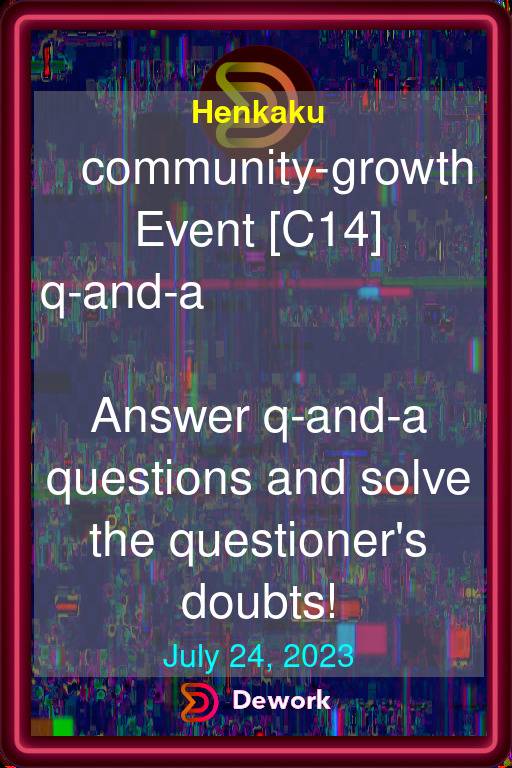 Henkaku
community-growth
Event [C14]
q-and-a
Answer q-and-a
questions and solve
the questioner's
doubts!
July 24, 2023
Dework